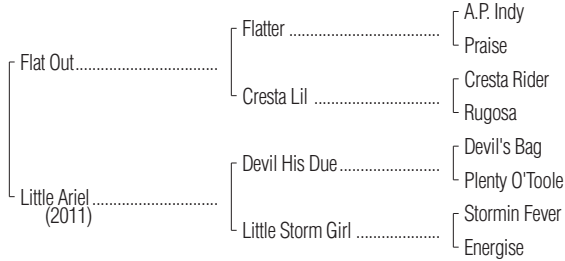 A.P. Indy
Flatter
Praise
Flat Out
Cresta Rider
Cresta Lil
Rugosa
Devil's Bag
Devil His Due
Plenty O'Toole
Little Ariel
(2011)
Stormin Fever
Little Storm Girl
Energise